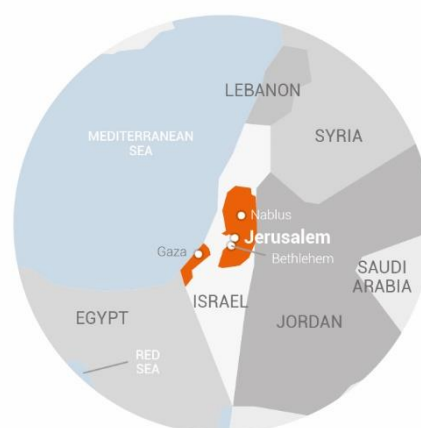 LEBANON
SYRIA
MEDITERRANEAN
SEA
Nablus
Jerusalem
Gaza
Bethlehem
SAUDI
ARABIA
ISRAEL
EGYPT
JORDAN
RED
SEA